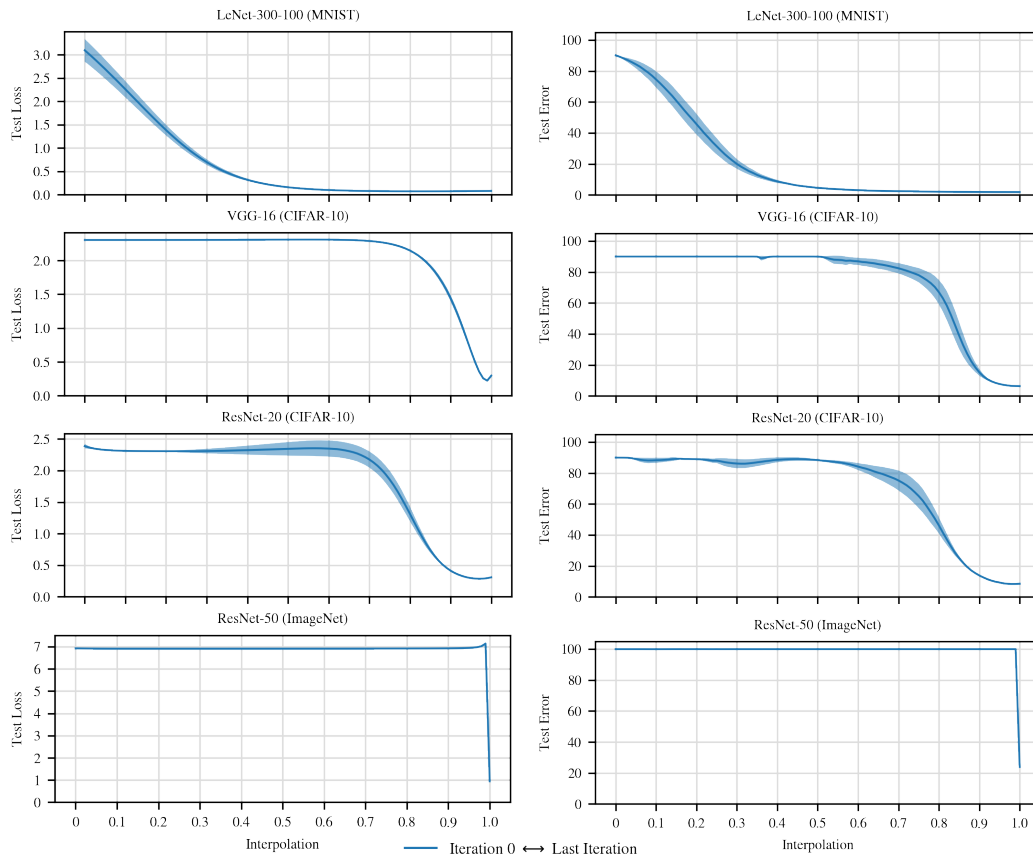 LeNet-300-100 (MNIST)
Test Loss
3.0
2.5
2.0
1.5
1.0
0.5
0.0
LeNet-300-100 (MNIST)
Test Error
100
80
60
40
20
0
VGG-16 (CIFAR-10)
Test Loss
2.0
1.5
1.0
0.5
0.0
VGG-16 (CIFAR-10)
Test Error
100
80
60
40
20
0
ResNet-20 (CIFAR-10)
Test Loss
2.5
2.0
1.5
1.0
0.5
0.0
ResNet-20 (CIFAR-10)
Test Error
100
80
60
40
20
0
ResNet-50 (ImageNet)
Test Loss
7
6
5
4
3
2
1
0
0 0.1 0.2 0.3 0.4 0.5 0.6 0.7 0.8 0.9 1.0
Interpolation
ResNet-50 (ImageNet)
Test Error
100
80
60
40
20
0
0 0.1 0.2 0.3 0.4 0.5 0.6 0.7 0.8 0.9 1.0
Interpolation
Iteration 0 ⟷ Last Iteration